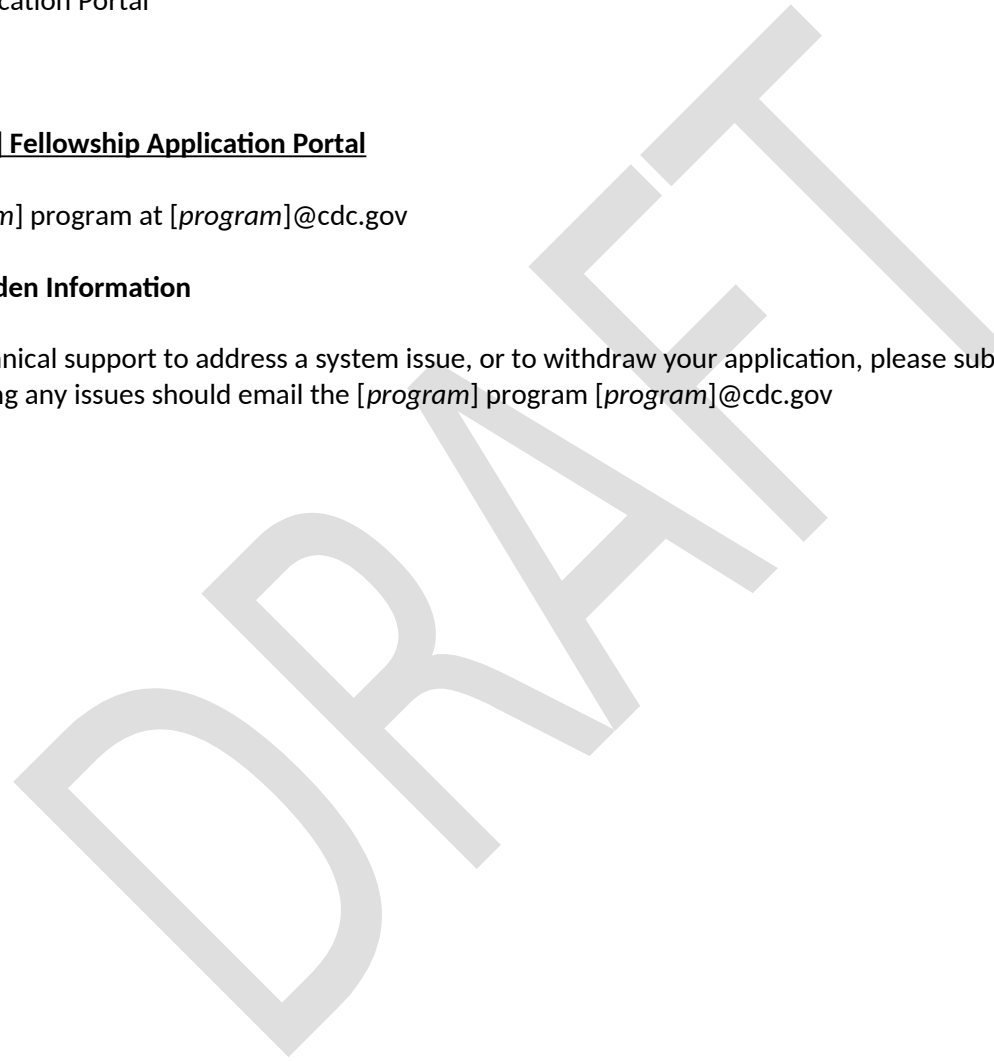 cation Portal
] Fellowship Application Portal
m] program at [program]@cdc.gov
den Information
nical support to address a system issue, or to withdraw your application, please sub
ng any issues should email the [program] program [program]@cdc.gov
DRAFT